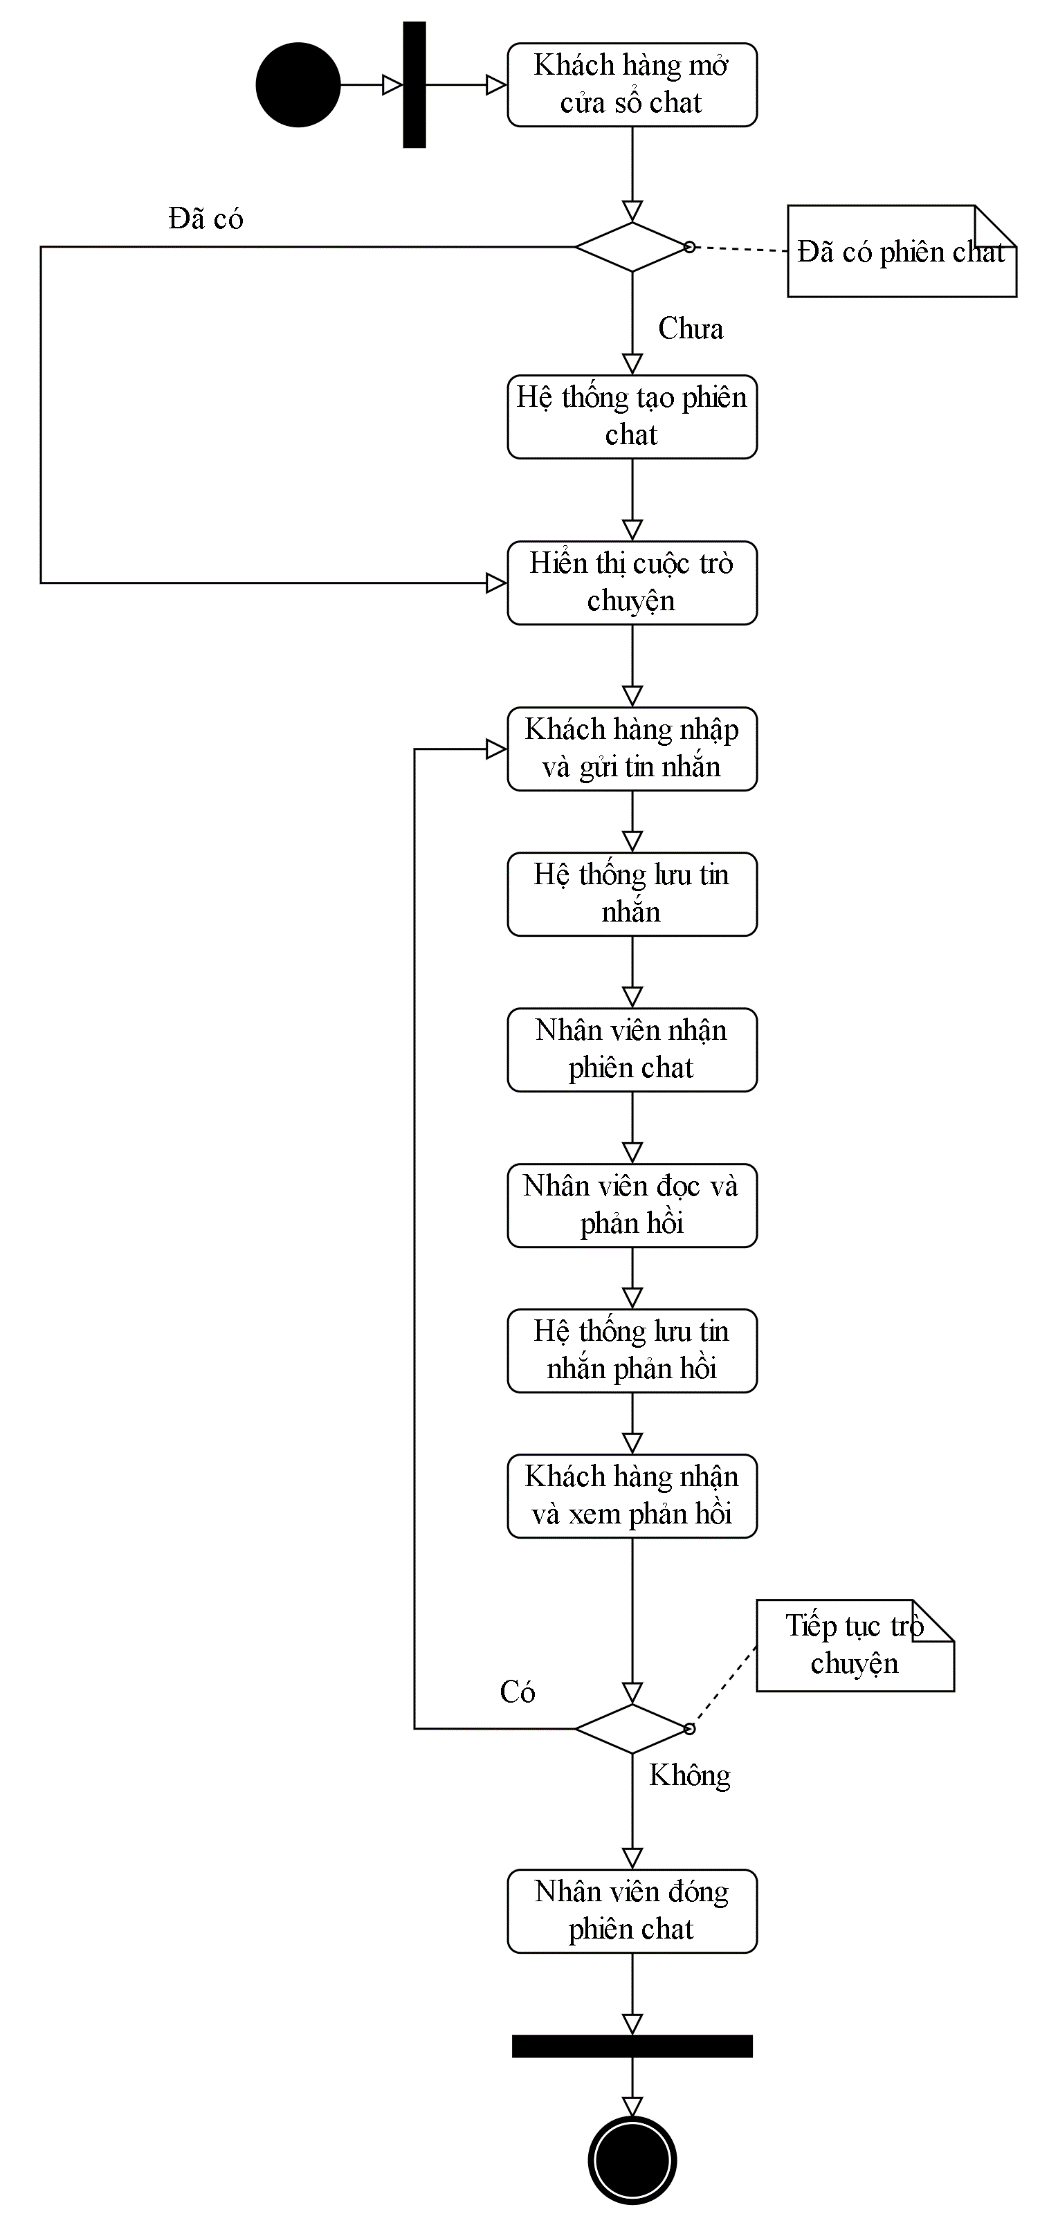 Khách hàng mở
cửa sổ chat
Đã có
Đã có phiên chat
Chưa
Hệ thống tạo phiên
chat
Hiển thị cuộc trò
chuyện
Khách hàng nhập
và gửi tin nhắn
Hệ thống lưu tin
nhắn
Nhân viên nhận
phiên chat
Nhân viên đọc và
phản hồi
Hệ thống lưu tin
nhắn phản hồi
Khách hàng nhận
và xem phản hồi
Tiếp tục trò
chuyện
Có
Không
Nhân viên đóng
phiên chat